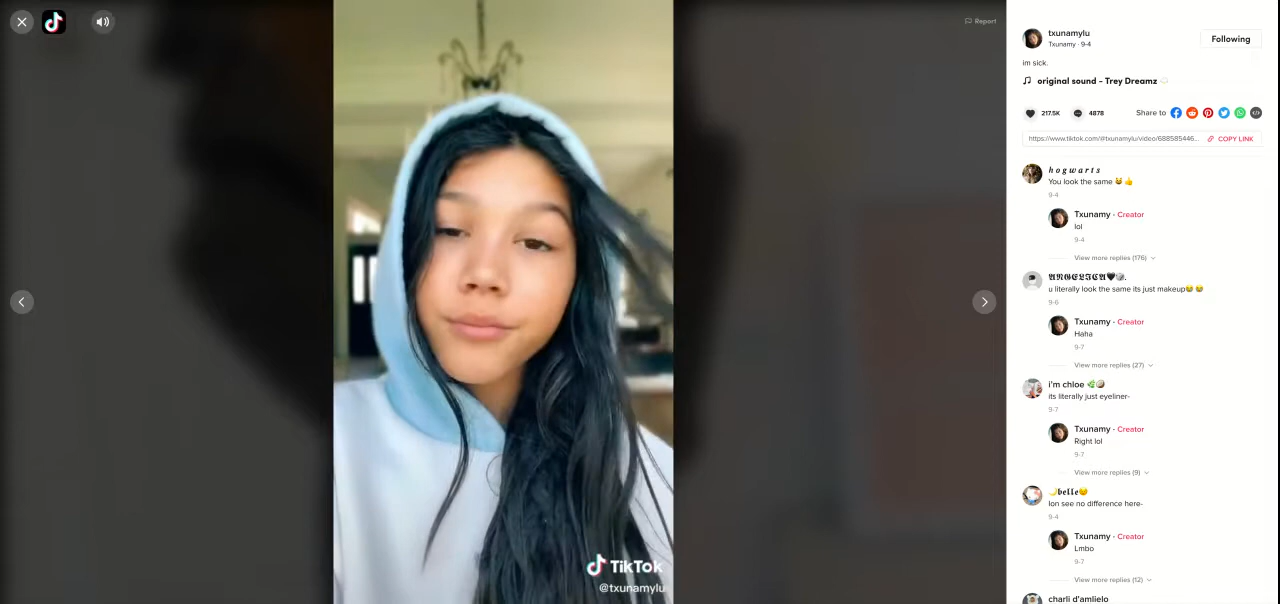 Report
TikTok
@txunamylu
txunamylu
Txunamy · 9-4
Following
im sick.
original sound - Trey Dreamz
217.5K
4878
Share to
https://www.tiktok.com/@txunamylu/video/688585446...
COPY LINK
𝒉 𝒐 𝒈 𝒘 𝒂 𝒓 𝒕 𝒔
You look the same 😸 👍
9-4
Txunamy · Creator
lol
9-4
View more replies (176)
𝕬𝕹𝕲𝕰𝕷𝕴𝕮𝕬🖤🎲.
u literally look the same its just makeup😂 😂
9-6
Txunamy · Creator
Haha
9-7
View more replies (27)
i'm chloe 🌿🥥
its literally just eyeliner-
9-7
Txunamy · Creator
Right lol
9-7
View more replies (9)
🌙𝖇𝖊𝖑𝖑𝖊😏
Ion see no difference here-
9-4
Txunamy · Creator
Lmbo
9-7
View more replies (12)
charli d'amlielo